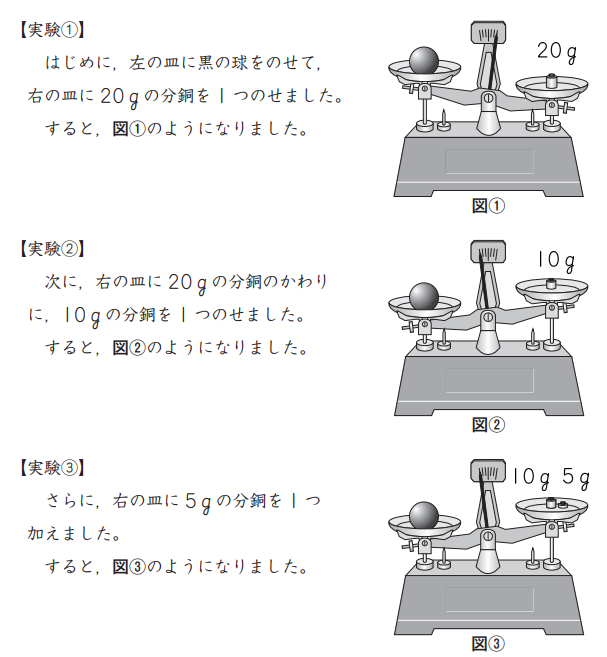 【実験①】
はじめに，左の皿に黒の球をのせて，
右の皿に20gの分銅を1つのせました。
すると，図①のようになりました。
20g
図①
【実験②】
次に，右の皿に20gの分銅のかわり
に，10gの分銅を1つのせました。
すると，図②のようになりました。
10g
図②
【実験③】
さらに，右の皿に5gの分銅を1つ
加えました。
すると，図③のようになりました。
10g 5g
図③